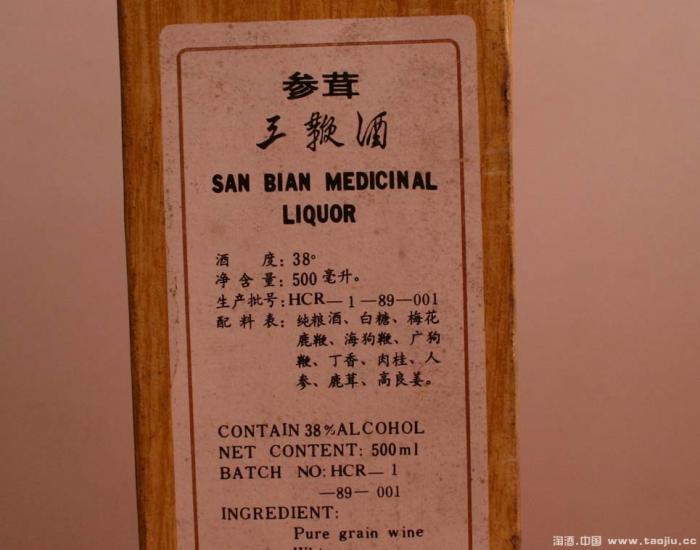 参茸
三鞭酒
SAN BIAN MEDICINAL
LIQUOR
酒 度：38°
净含量：500毫升。
生产批号：HCR—1—89—001
配料表：纯粮酒、白糖、梅花
鹿鞭、海狗鞭、广狗
鞭、丁香、肉桂、人
参、鹿茸、高良姜。
CONTAIN 38%ALCOHOL
NET CONTENT: 500ml
BATCH NO: HCR—1
—89—001
INGREDIENT:
Pure grain wine
淘酒.中国 www.taojiu.cc